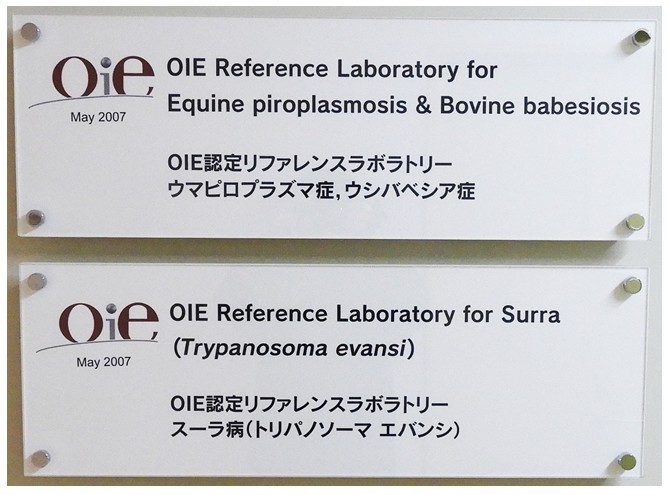 Oie
May 2007
OIE Reference Laboratory for
Equine piroplasmosis & Bovine babesiosis
OIE認定リファレンスラボラトリー
ウマピロプラズマ症，ウシバベシア症
Oie
May 2007
OIE Reference Laboratory for Surra
(Trypanosoma evansi)
OIE認定リファレンスラボラトリー
スーラ病（トリパノソーマ エバンシ）